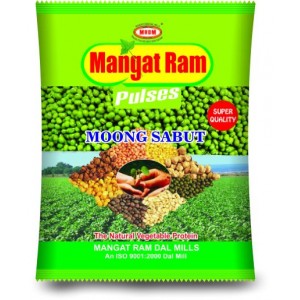 MRDM
Mangat Ram
Pulses
MOONG SABUT
SUPER
QUALITY
The Natural Vegetable Protein
MANGAT RAM DAL MILLS
An ISO 9001:2000 Dal Mill